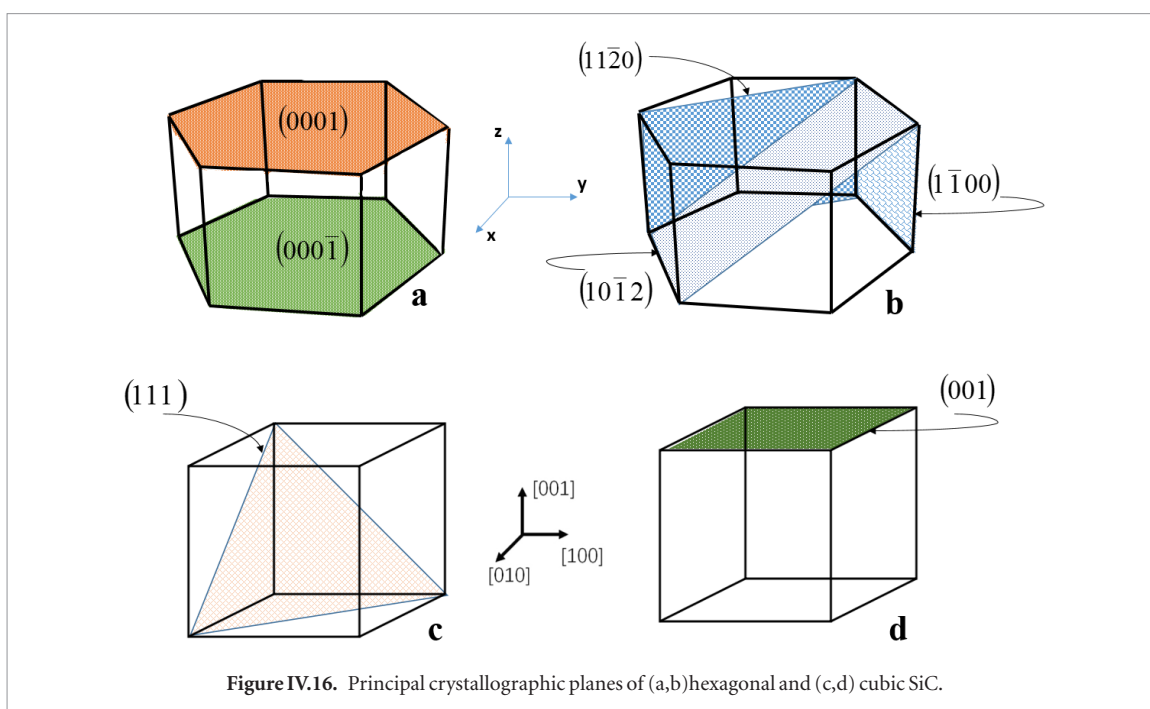 (0001)
(0001̄)
a
z
y
x
(112̄0)
(11̄00)
(101̄2)
b
(111)
c
[001]
[100]
[010]
(001)
d
Figure IV.16. Principal crystallographic planes of (a,b)hexagonal and (c,d) cubic SiC.